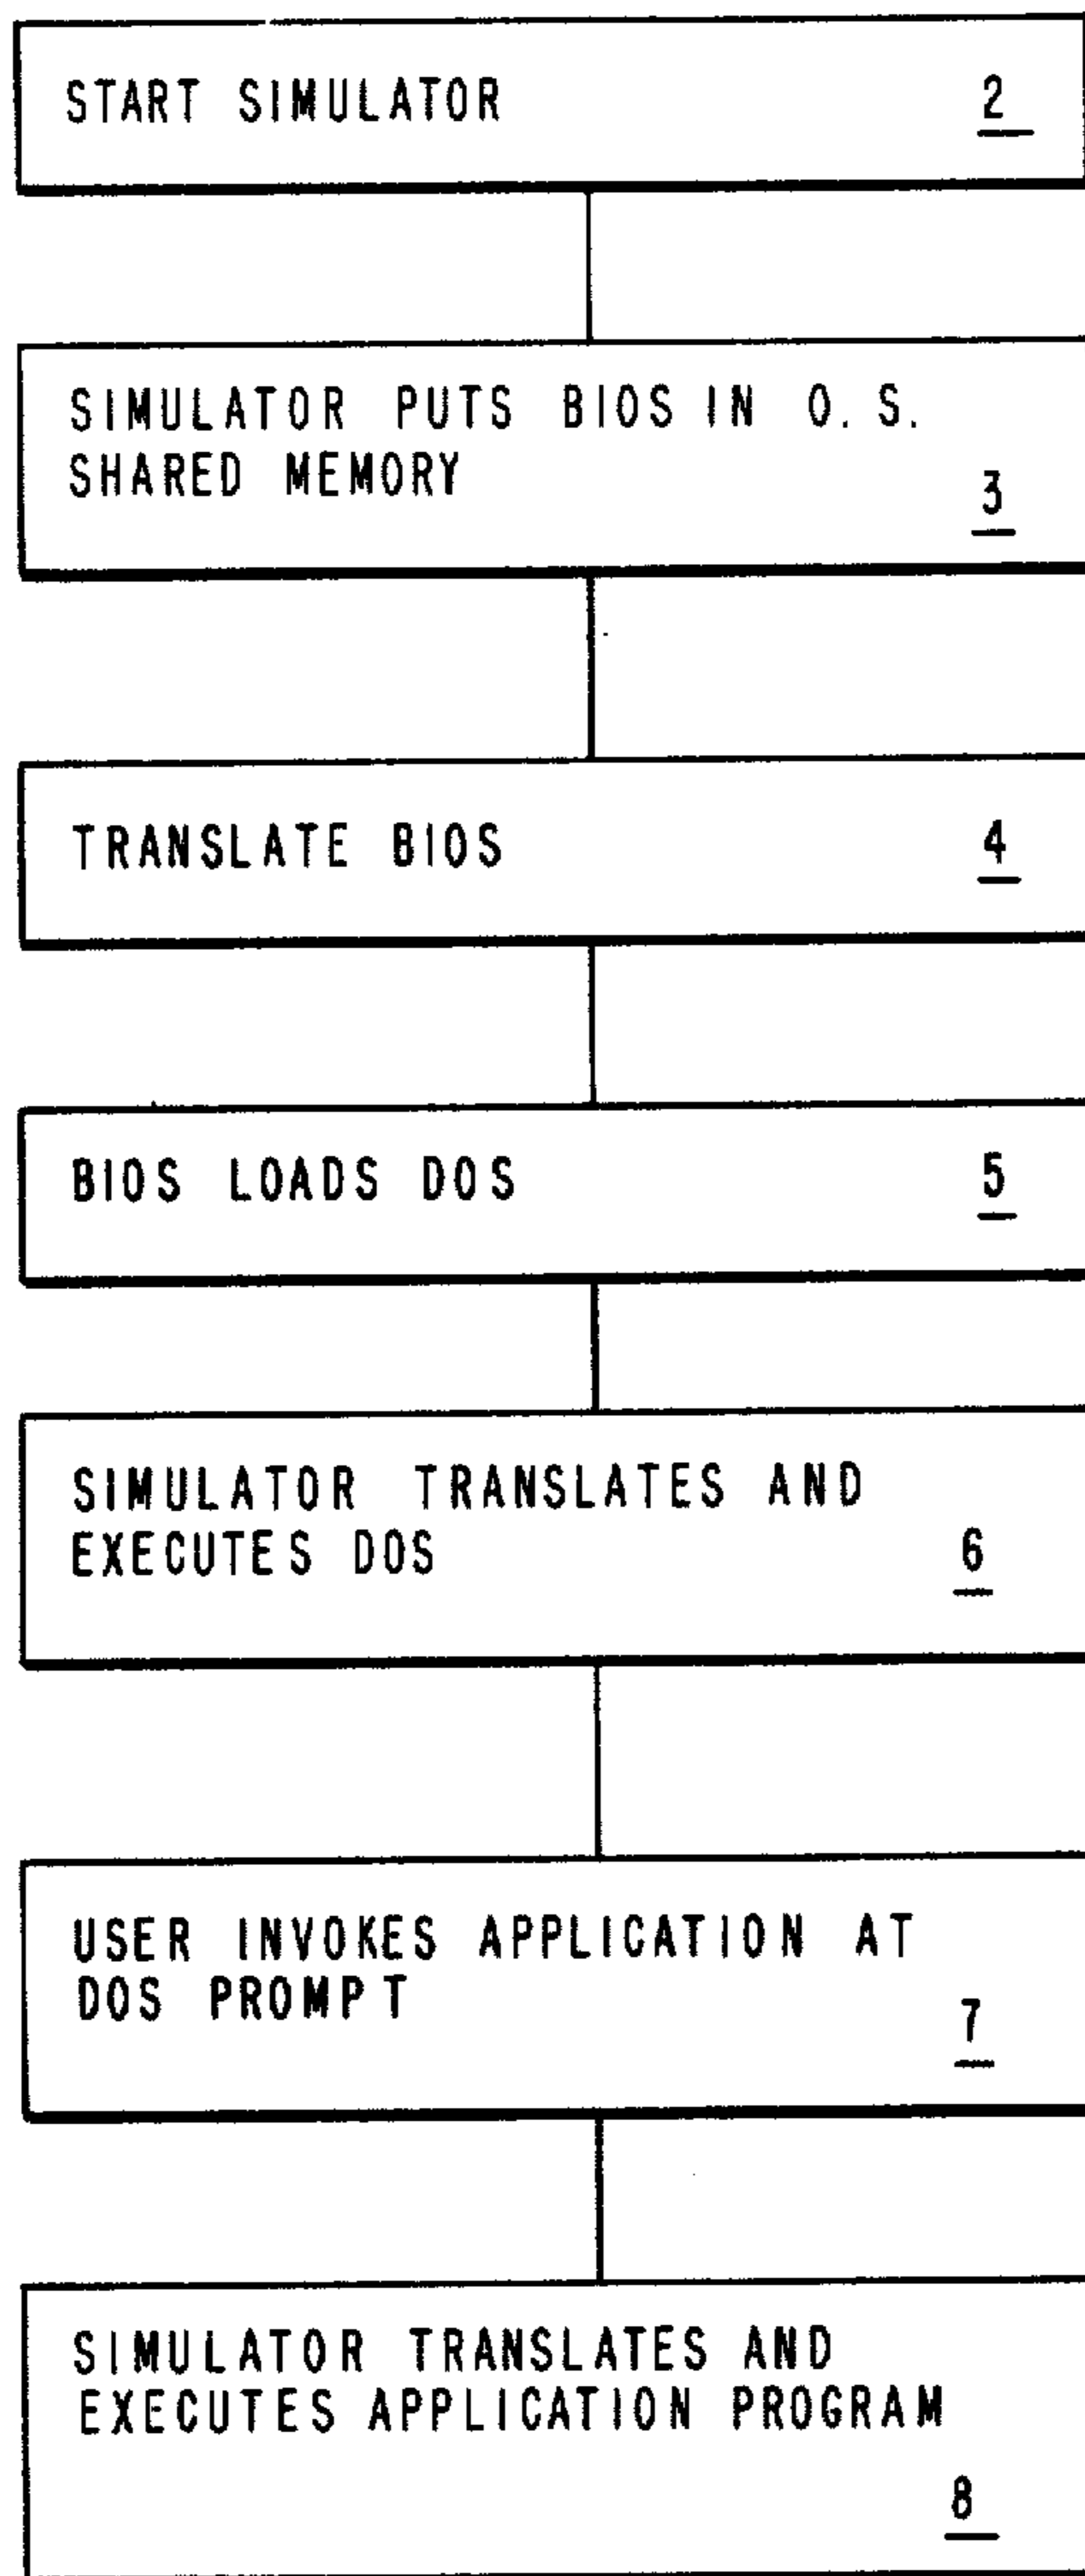 START SIMULATOR 2
SIMULATOR PUTS BIOS IN O. S.
SHARED MEMORY 3
TRANSLATE BIOS 4
BIOS LOADS DOS 5
SIMULATOR TRANSLATES AND
EXECUTES DOS 6
USER INVOKES APPLICATION AT
DOS PROMPT 7
SIMULATOR TRANSLATES AND
EXECUTES APPLICATION PROGRAM
8